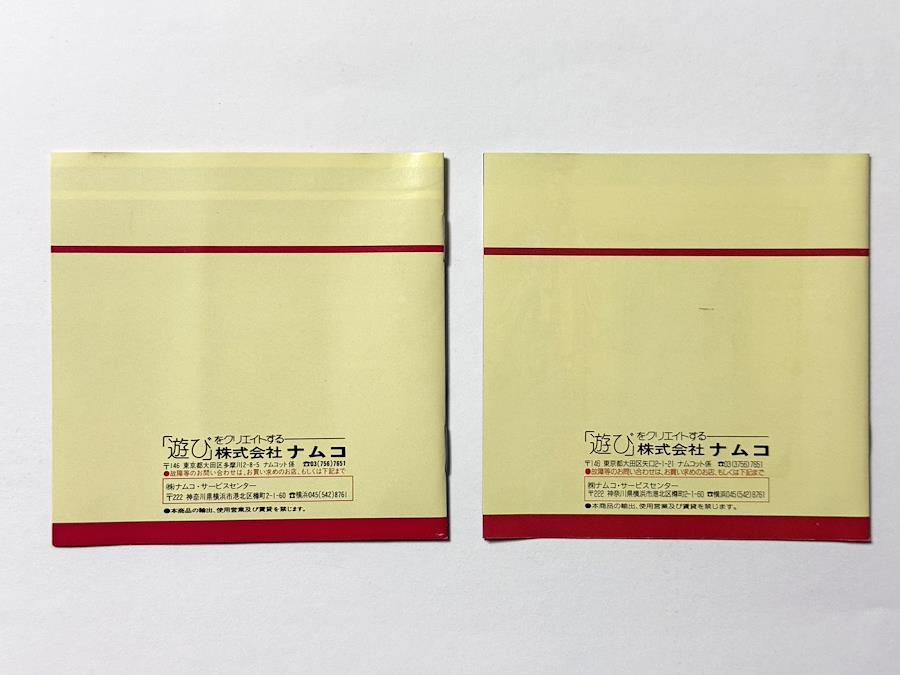 「遊び」をクリエイトする
株式会社ナムコ
〒146 東京都大田区多摩川2-8-5 ナムコット係 ☎03(756)7651
●故障等のお問い合わせは、お買い求めのお店、もしくは下記まで
㈱ナムコ・サービスセンター
〒222 神奈川県横浜市港北区樽町2-1-60 ☎横浜045(542)8761
●本商品の輸出、使用営業及び賃貸を禁じます。
「遊び」をクリエイトする
株式会社ナムコ
〒146 東京都大田区矢口2-1-21 ナムコット係 ☎03(3756)7651
●故障等のお問い合わせは、お買い求めのお店、もしくは下記まで
㈱ナムコ・サービスセンター
〒222 神奈川県横浜市港北区樽町2-1-60 ☎横浜045(542)8761
●本商品の輸出、使用営業及び賃貸を禁じます。